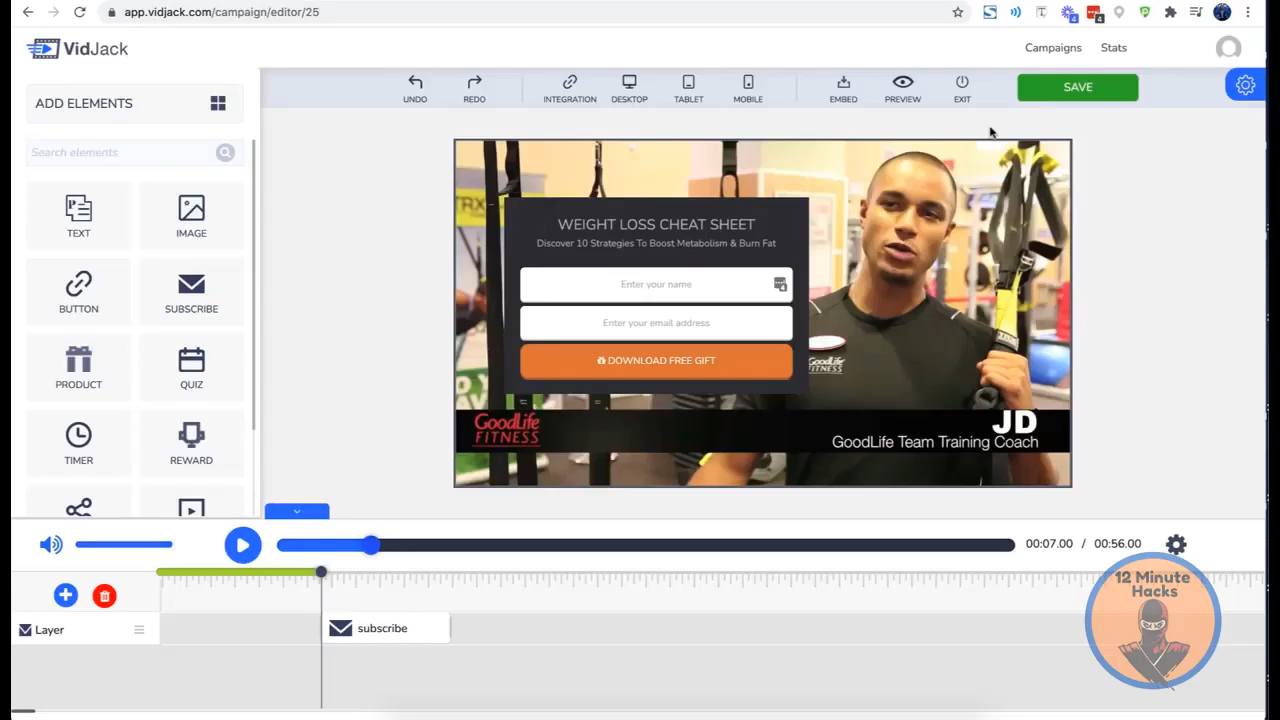 app.vidjack.com/campaign/editor/25
VidJack
Campaigns
Stats
ADD ELEMENTS
UNDO
REDO
INTEGRATION
DESKTOP
TABLET
MOBILE
EMBED
PREVIEW
EXIT
SAVE
Search elements
TEXT
IMAGE
BUTTON
SUBSCRIBE
PRODUCT
QUIZ
TIMER
REWARD
TRX
WEIGHT LOSS CHEAT SHEET
Discover 10 Strategies To Boost Metabolism & Burn Fat
Enter your name
Enter your email address
DOWNLOAD FREE GIFT
GoodLife
FITNESS
GoodLife
FITNESS
JD
GoodLife Team Training Coach
00:07.00 / 00:56.00
Layer
subscribe
12 Minute
Hacks